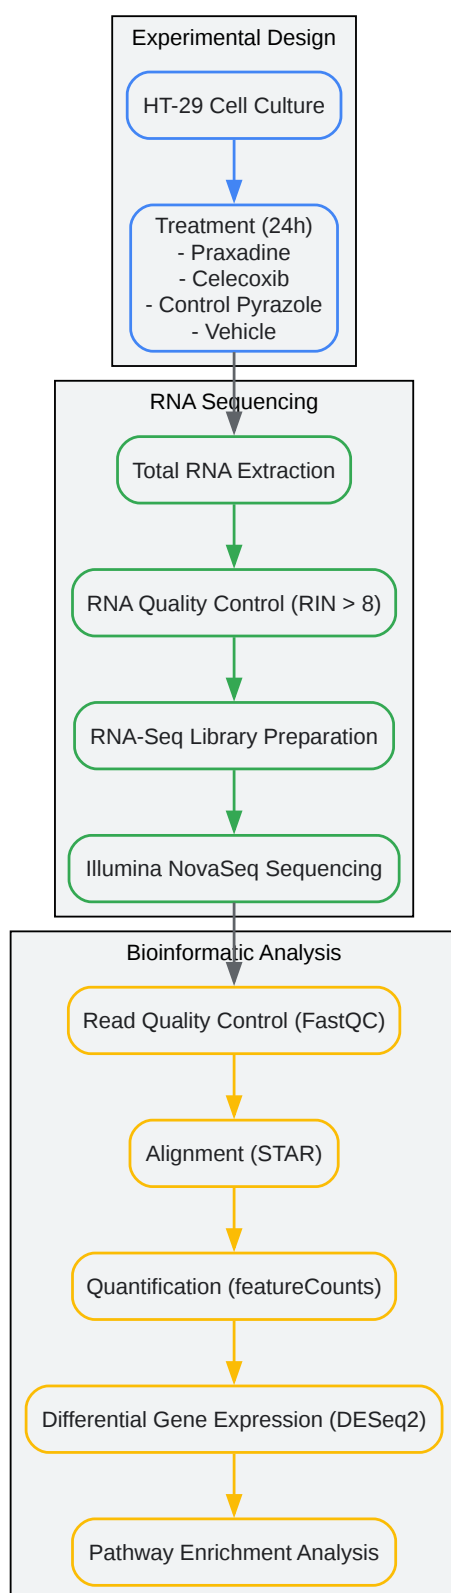 Experimental Design
HT-29 Cell Culture
Treatment (24h)
- Praxadine
- Celecoxib
- Control Pyrazole
- Vehicle
RNA Sequencing
Total RNA Extraction
RNA Quality Control (RIN > 8)
RNA-Seq Library Preparation
Illumina NovaSeq Sequencing
Bioinformatic Analysis
Read Quality Control (FastQC)
Alignment (STAR)
Quantification (featureCounts)
Differential Gene Expression (DESeq2)
Pathway Enrichment Analysis